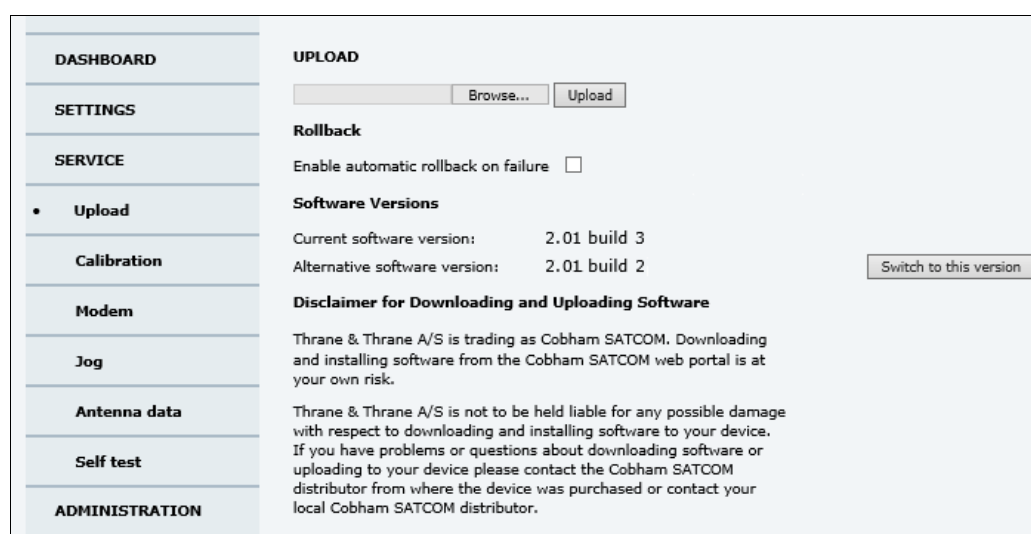 DASHBOARD
SETTINGS
SERVICE
• Upload
Calibration
Modem
Jog
Antenna data
Self test
ADMINISTRATION
UPLOAD
Browse... Upload
Rollback
Enable automatic rollback on failure
Software Versions
Current software version: 2.01 build 3
Alternative software version: 2.01 build 2 Switch to this version
Disclaimer for Downloading and Uploading Software
Thrane & Thrane A/S is trading as Cobham SATCOM. Downloading
and installing software from the Cobham SATCOM web portal is at
your own risk.
Thrane & Thrane A/S is not to be held liable for any possible damage
with respect to downloading and installing software to your device.
If you have problems or questions about downloading software or
uploading to your device please contact the Cobham SATCOM
distributor from where the device was purchased or contact your
local Cobham SATCOM distributor.